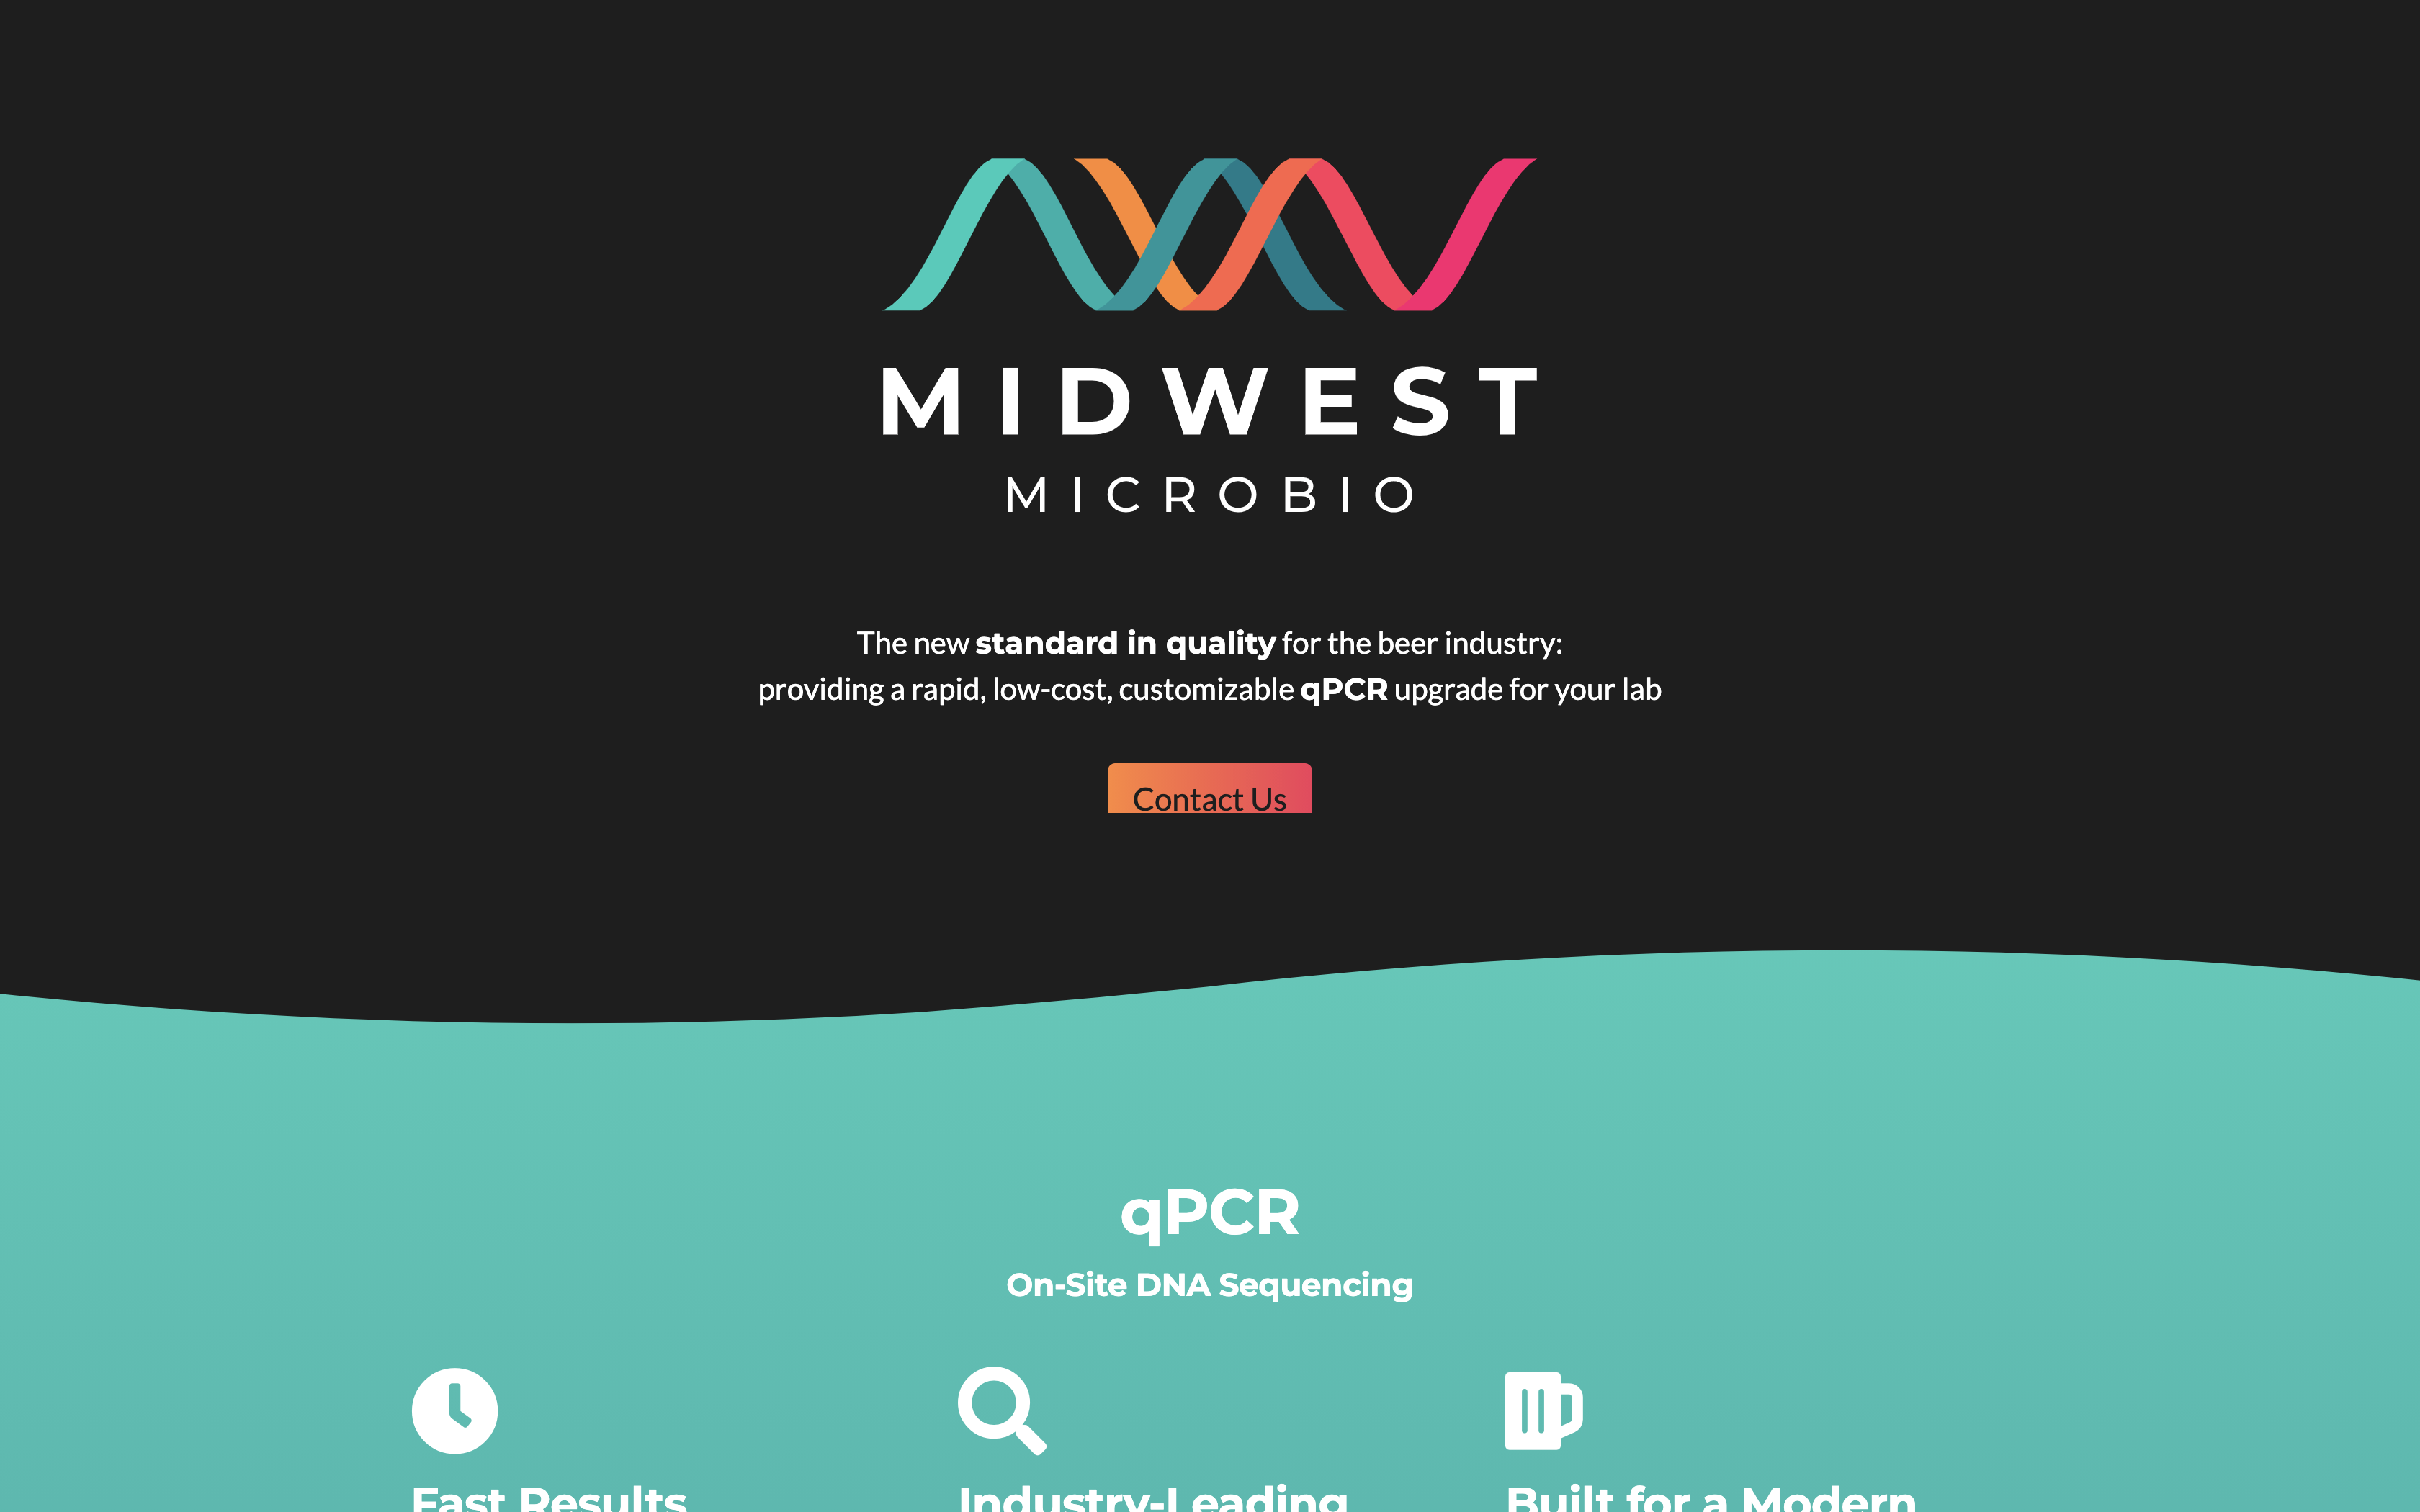 MIDWEST
MICROBIO
The new standard in quality for the beer industry:
providing a rapid, low-cost, customizable qPCR upgrade for your lab
Contact Us
qPCR
On-Site DNA Sequencing
Fast Results
Industry-Leading
Built for a Modern